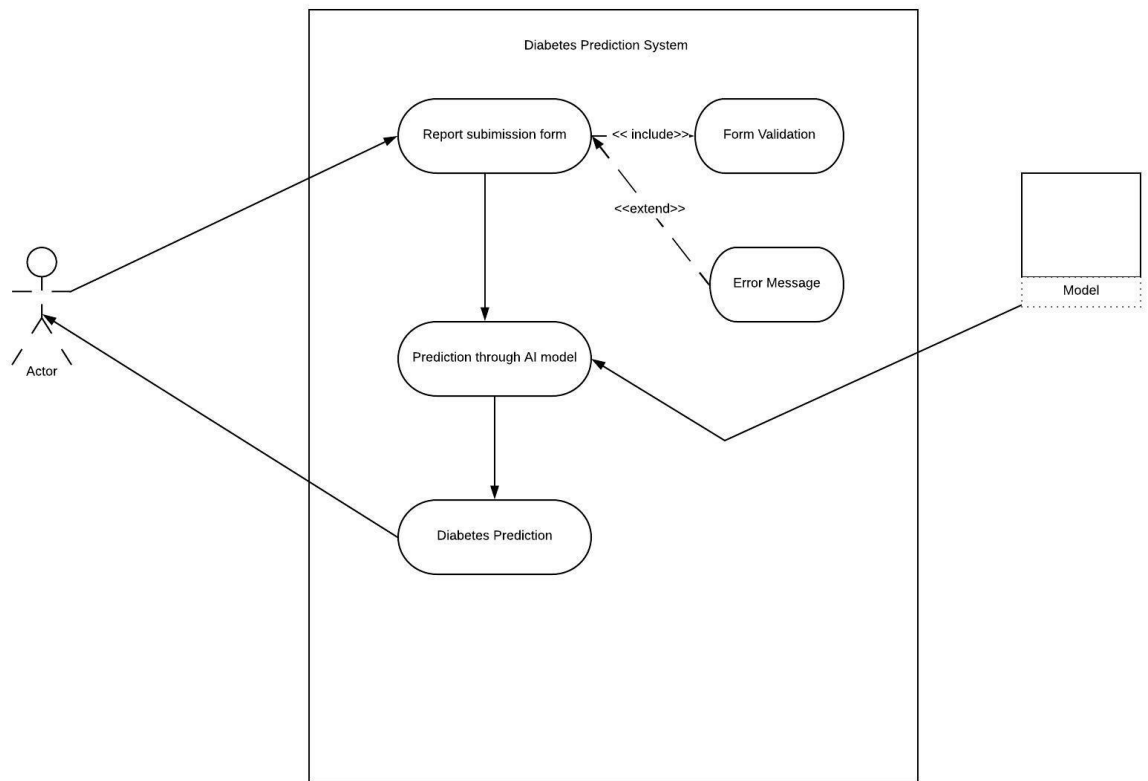 Diabetes Prediction System
Report subimission form
<< include>>
Form Validation
<<extend>>
Error Message
Model
Prediction through AI model
Actor
Diabetes Prediction